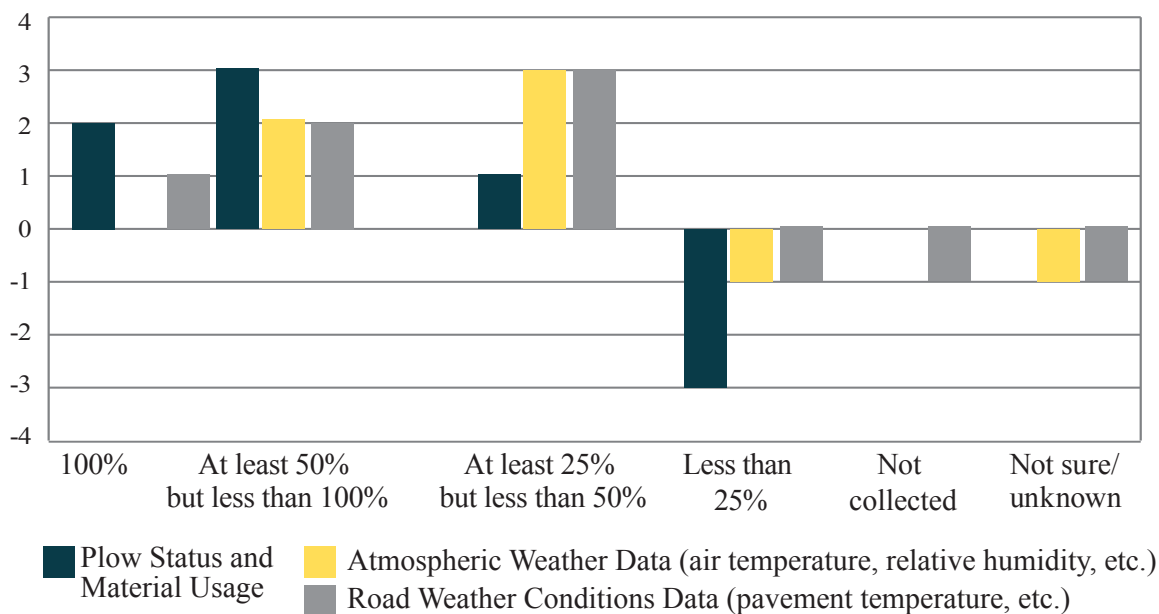 4
3
2
1
0
-1
-2
-3
-4
100%
At least 50%
but less than 100%
At least 25%
but less than 50%
Less than
25%
Not
collected
Not sure/
unknown
Plow Status and
Material Usage
Atmospheric Weather Data (air temperature, relative humidity, etc.)
Road Weather Conditions Data (pavement temperature, etc.)